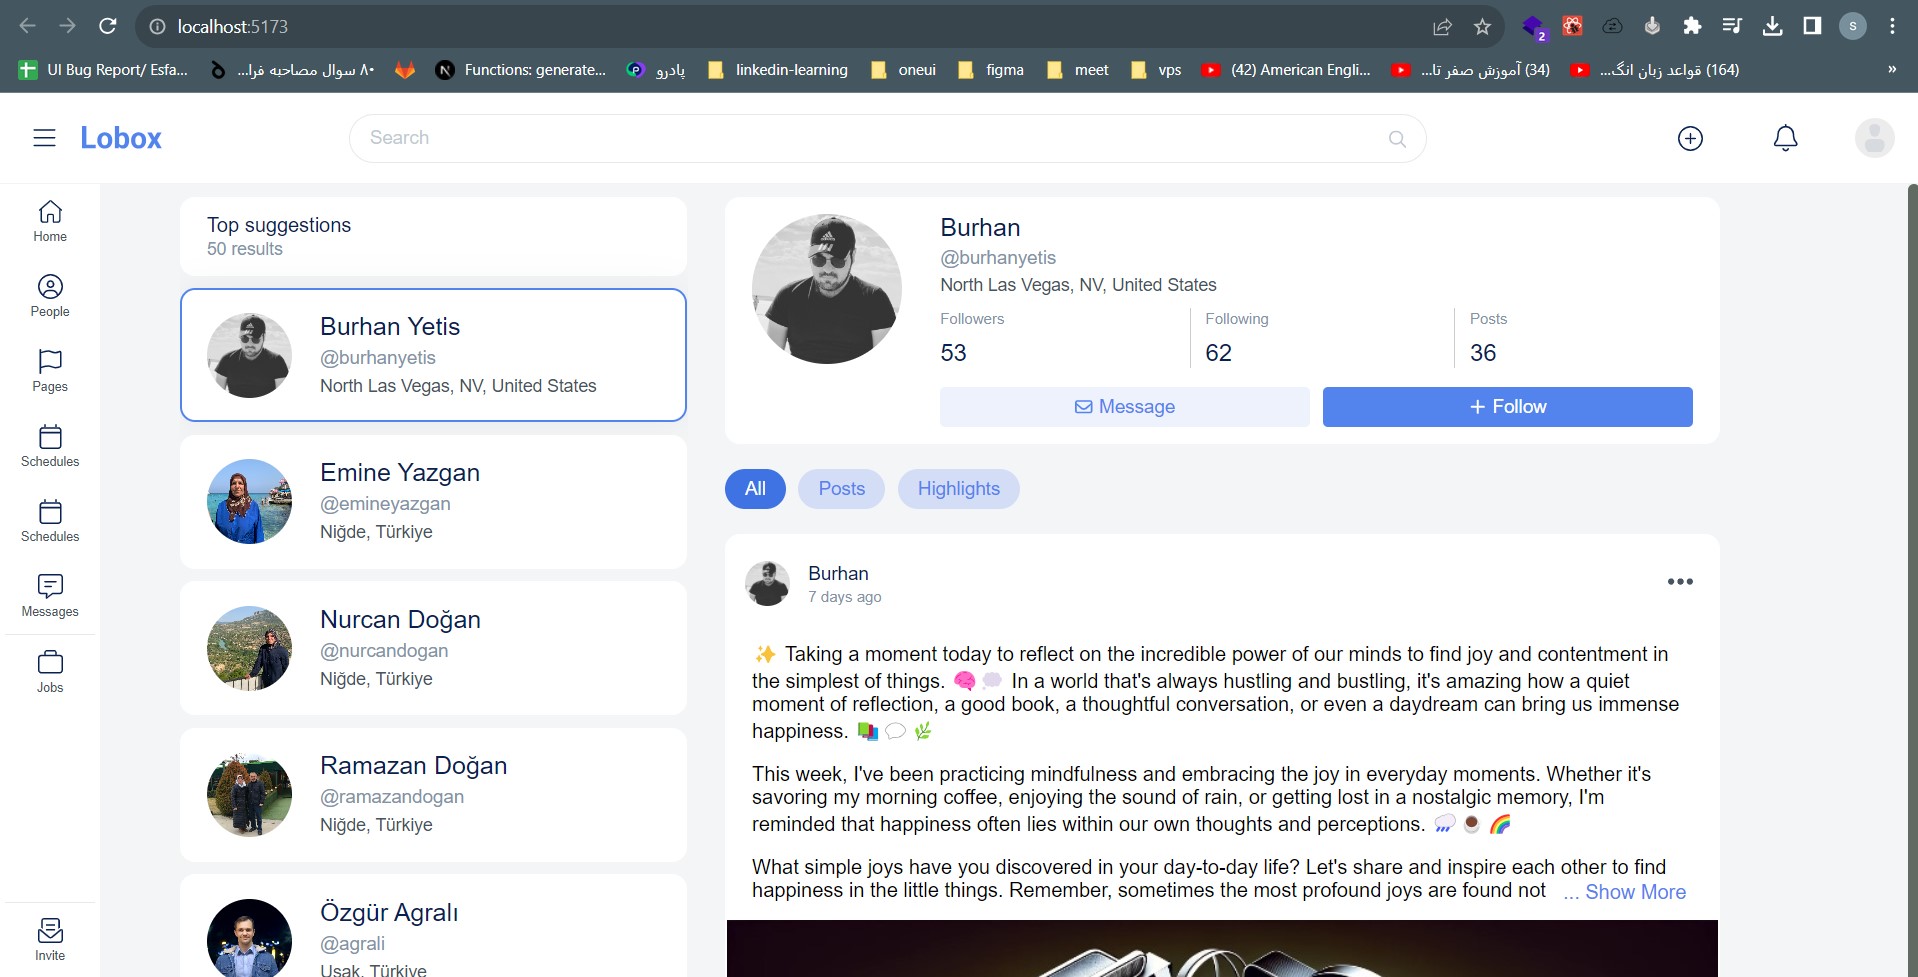 localhost:5173
2
S
UI Bug Report/ Esfa...
۸۰ سوال مصاحبه فرا...
N
Functions: generate...
پادرو
linkedin-learning
oneui
figma
meet
vps
(42) American Engli...
(34) آموزش صفر تا...
(164) قواعد زبان انگ...
»
Lobox
Search
Home
People
Pages
Schedules
Schedules
Messages
Jobs
Invite
Top suggestions
50 results
Burhan Yetis
@burhanyetis
North Las Vegas, NV, United States
Emine Yazgan
@emineyazgan
Niğde, Türkiye
Nurcan Doğan
@nurcandogan
Niğde, Türkiye
Ramazan Doğan
@ramazandogan
Niğde, Türkiye
Özgür Agralı
@agrali
Uşak, Türkiye
Burhan
@burhanyetis
North Las Vegas, NV, United States
Followers
53
Following
62
Posts
36
Message
+ Follow
All
Posts
Highlights
Burhan
7 days ago
✨ Taking a moment today to reflect on the incredible power of our minds to find joy and contentment in
the simplest of things. 🧠💭 In a world that's always hustling and bustling, it's amazing how a quiet
moment of reflection, a good book, a thoughtful conversation, or even a daydream can bring us immense
happiness. 📚💬🌿
This week, I've been practicing mindfulness and embracing the joy in everyday moments. Whether it's
savoring my morning coffee, enjoying the sound of rain, or getting lost in a nostalgic memory, I'm
reminded that happiness often lies within our own thoughts and perceptions. 🌧️☕🌈
What simple joys have you discovered in your day-to-day life? Let's share and inspire each other to find
happiness in the little things. Remember, sometimes the most profound joys are found not ... Show More